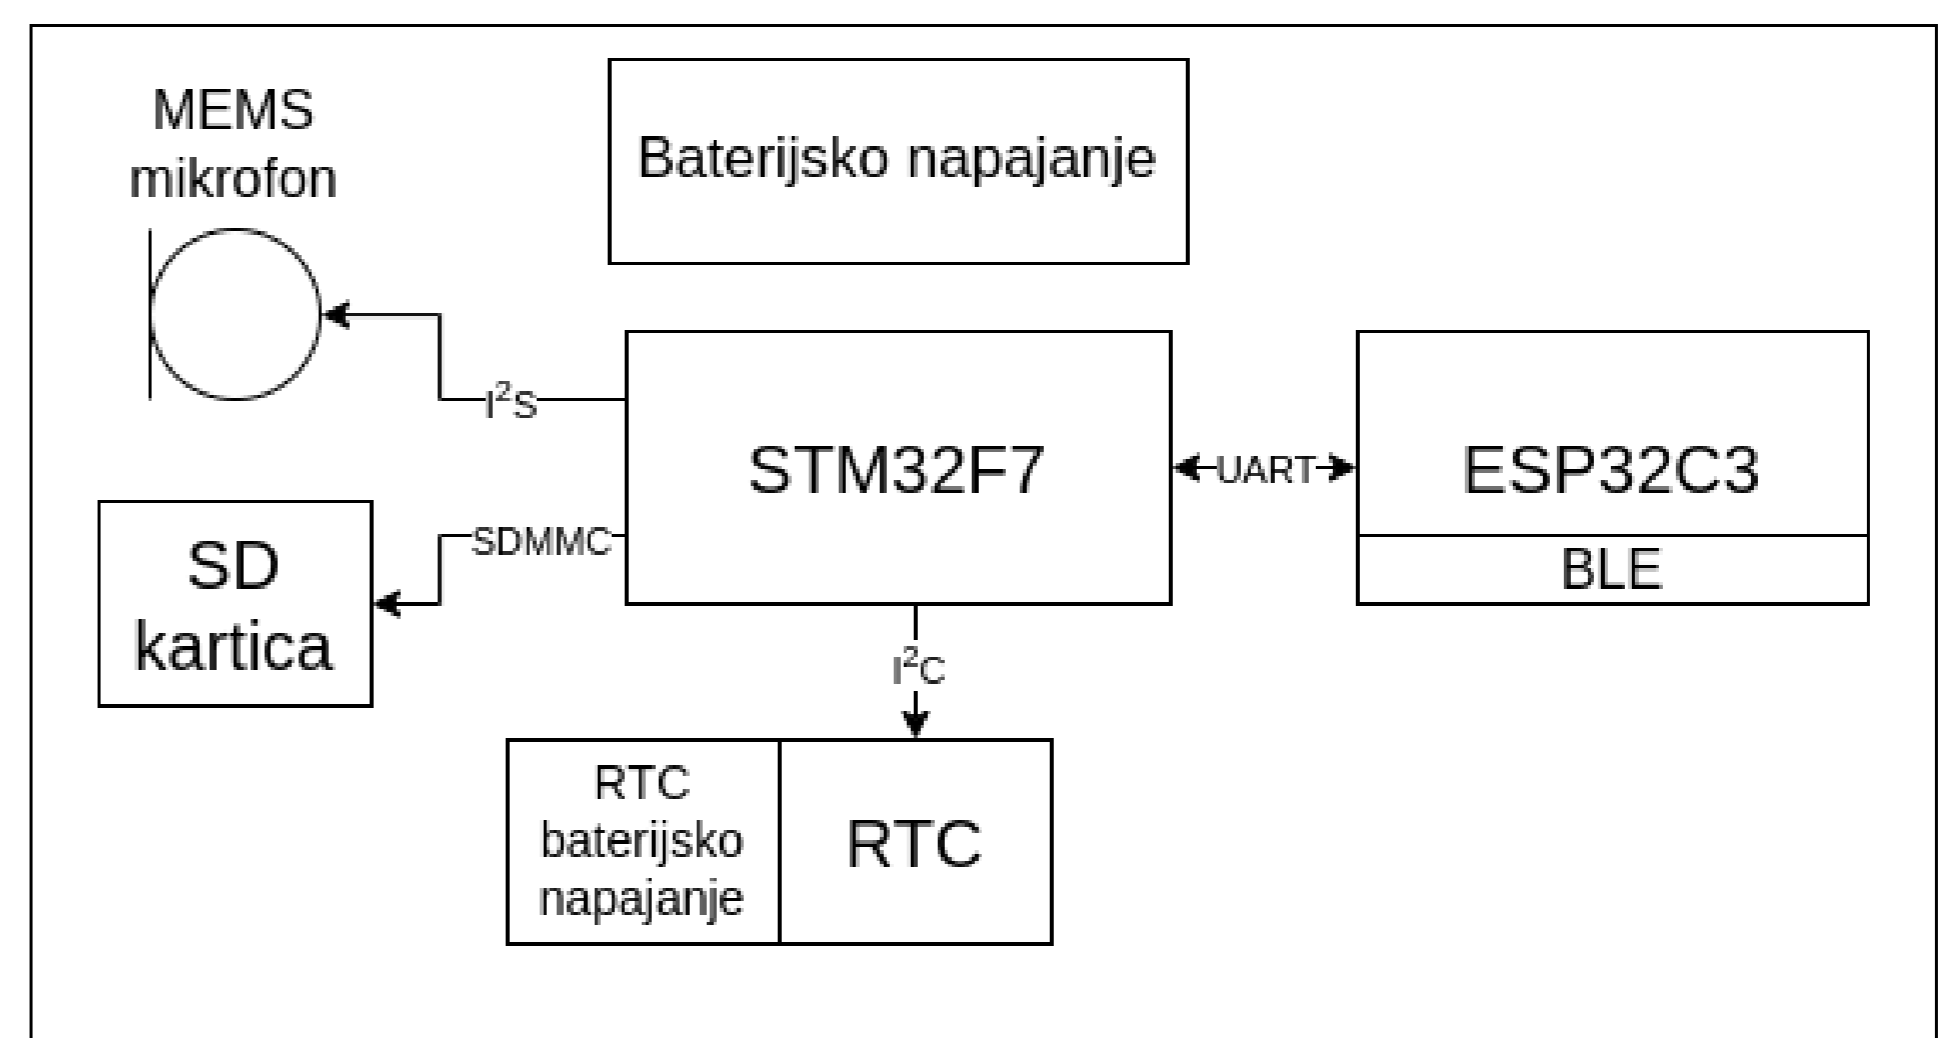 MEMS
mikrofon
Baterijsko napajanje
I²S
STM32F7
UART
ESP32C3
BLE
SDMMC
SD
kartica
I²C
RTC
baterijsko
napajanje
RTC